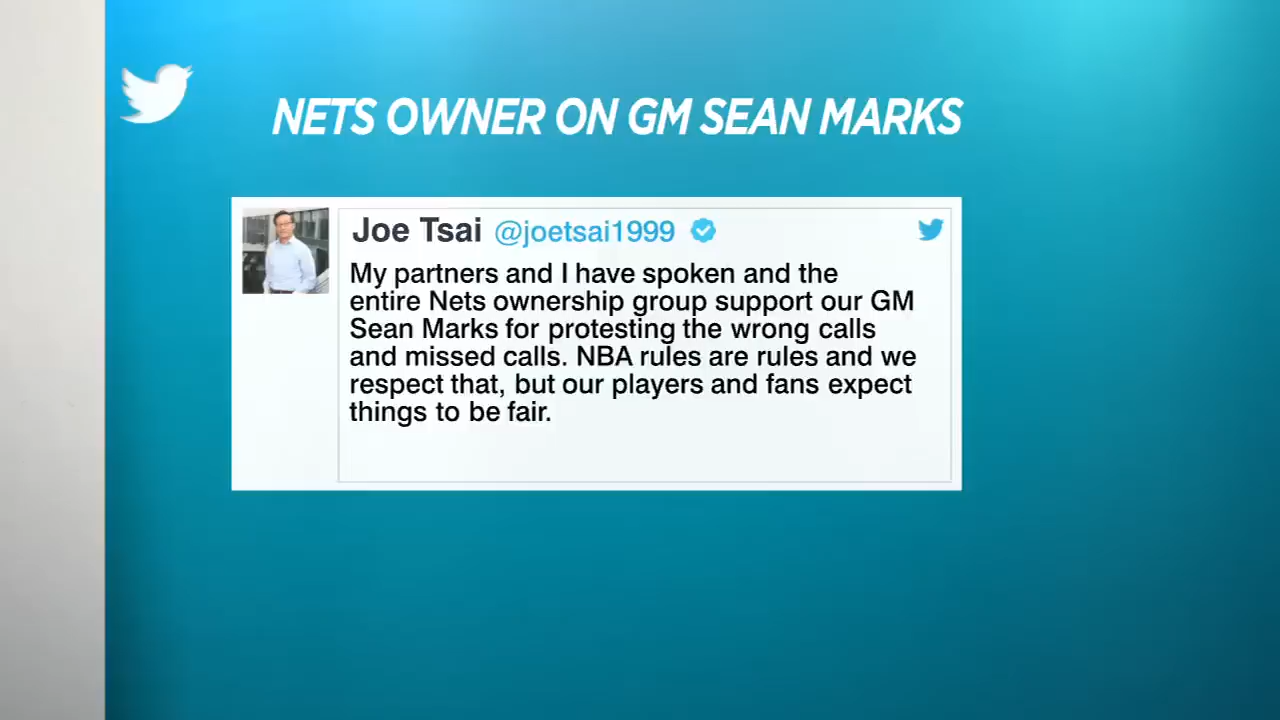 NETS OWNER ON GM SEAN MARKS
Joe Tsai @joetsai1999
My partners and I have spoken and the
entire Nets ownership group support our GM
Sean Marks for protesting the wrong calls
and missed calls. NBA rules are rules and we
respect that, but our players and fans expect
things to be fair.